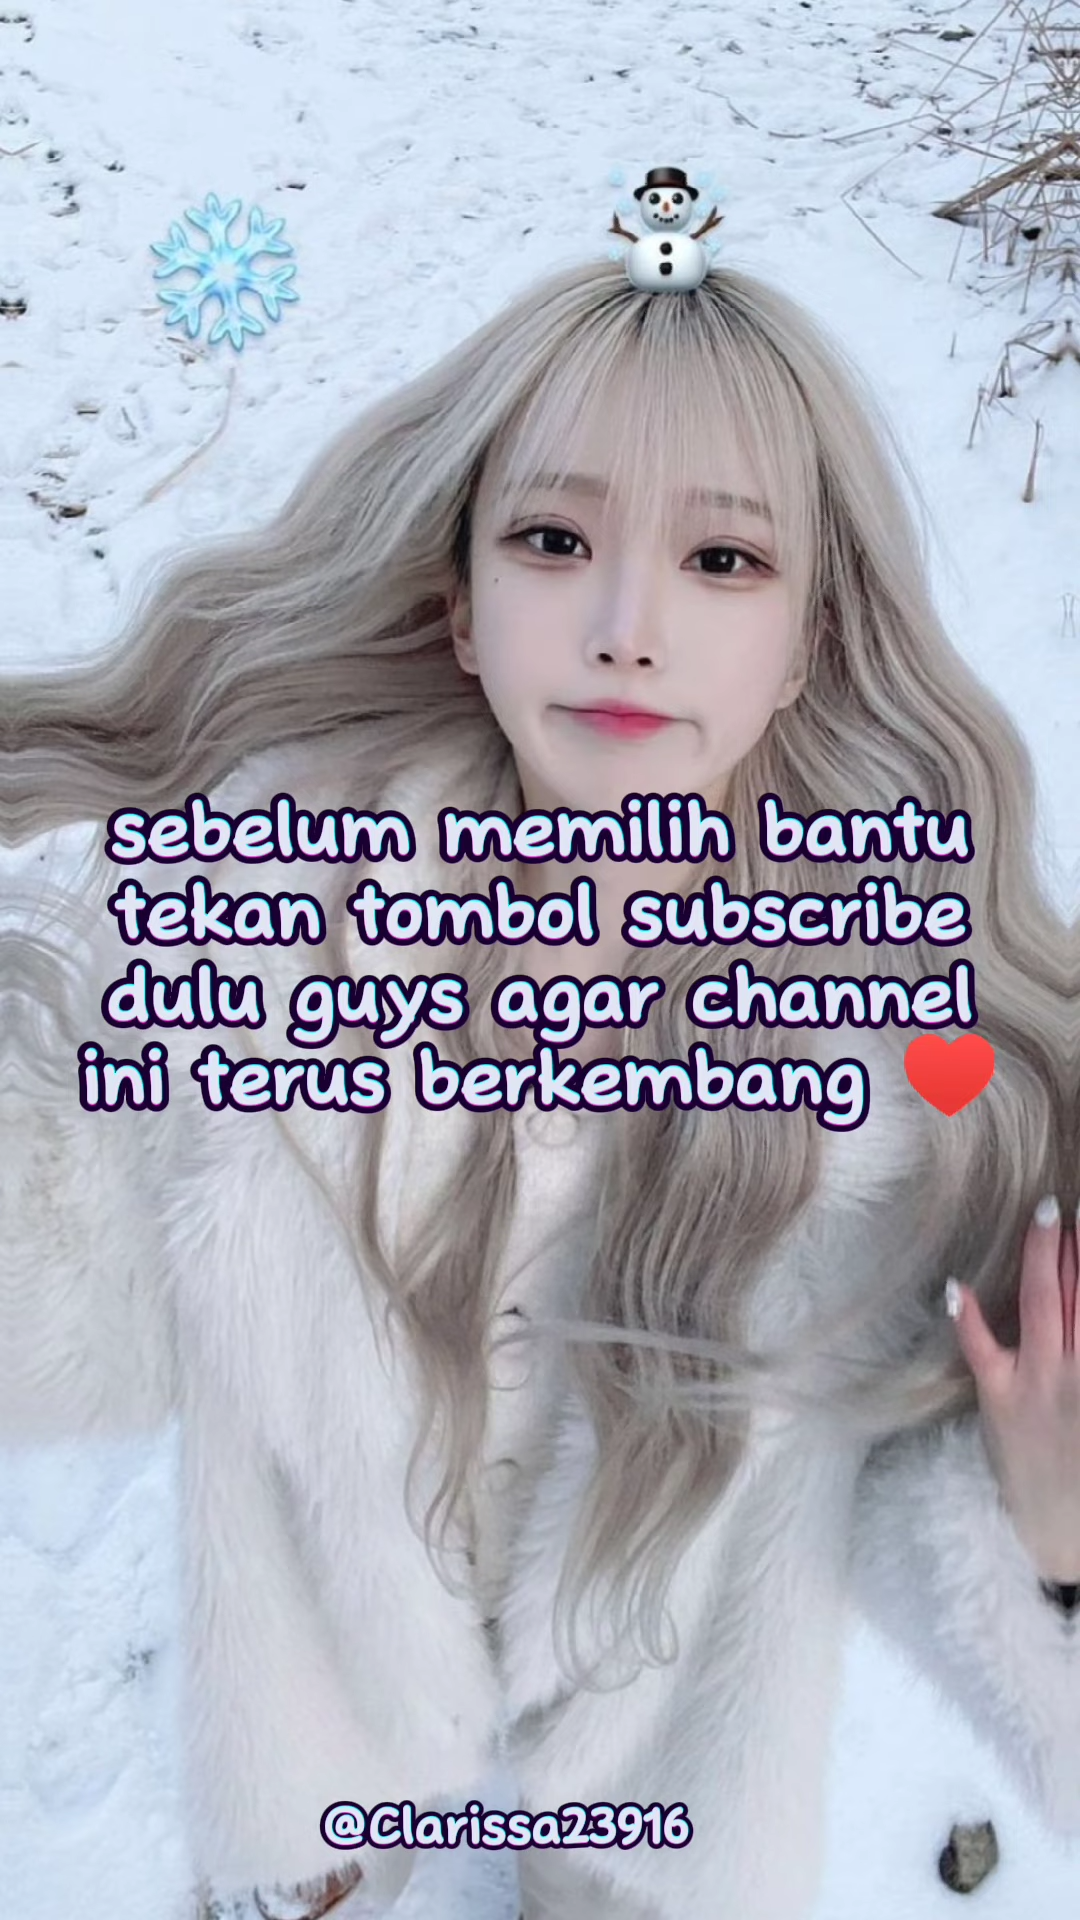 sebelum memilih bantu
tekan tombol subscribe
dulu guys agar channel
ini terus berkembang ♥
@Clarissa23916